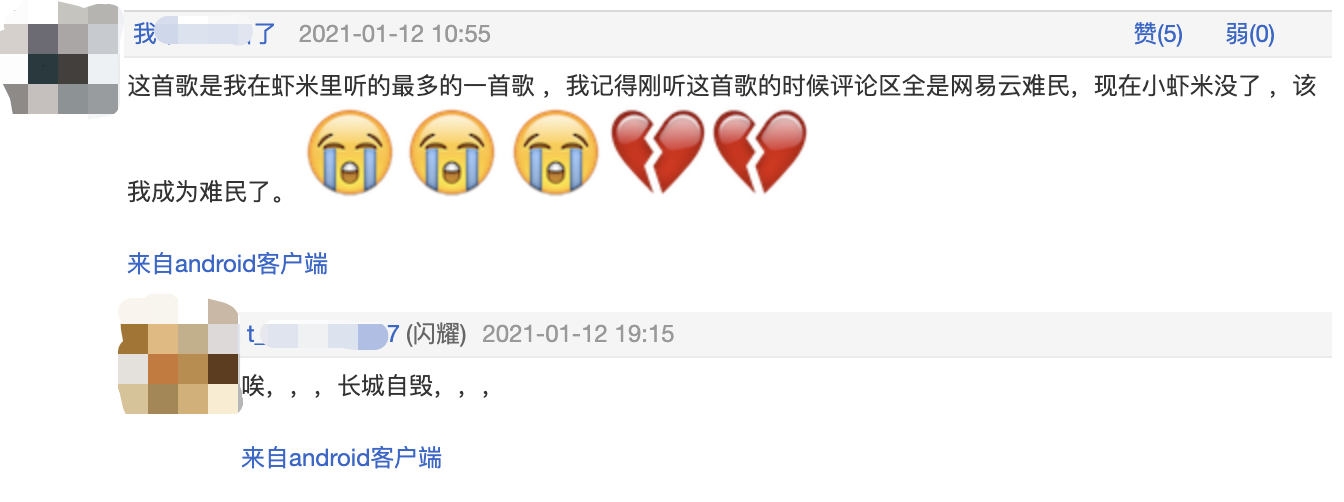 我 了 2021-01-12 10:55 赞(5) 弱(0)
这首歌是我在虾米里听的最多的一首歌 ，我记得刚听这首歌的时候评论区全是网易云难民，现在小虾米没了 ，该
我成为难民了。 😭😭😭💔💔
来自android客户端
t_ 7 (闪耀) 2021-01-12 19:15
唉，，，长城自毁，，，
来自android客户端